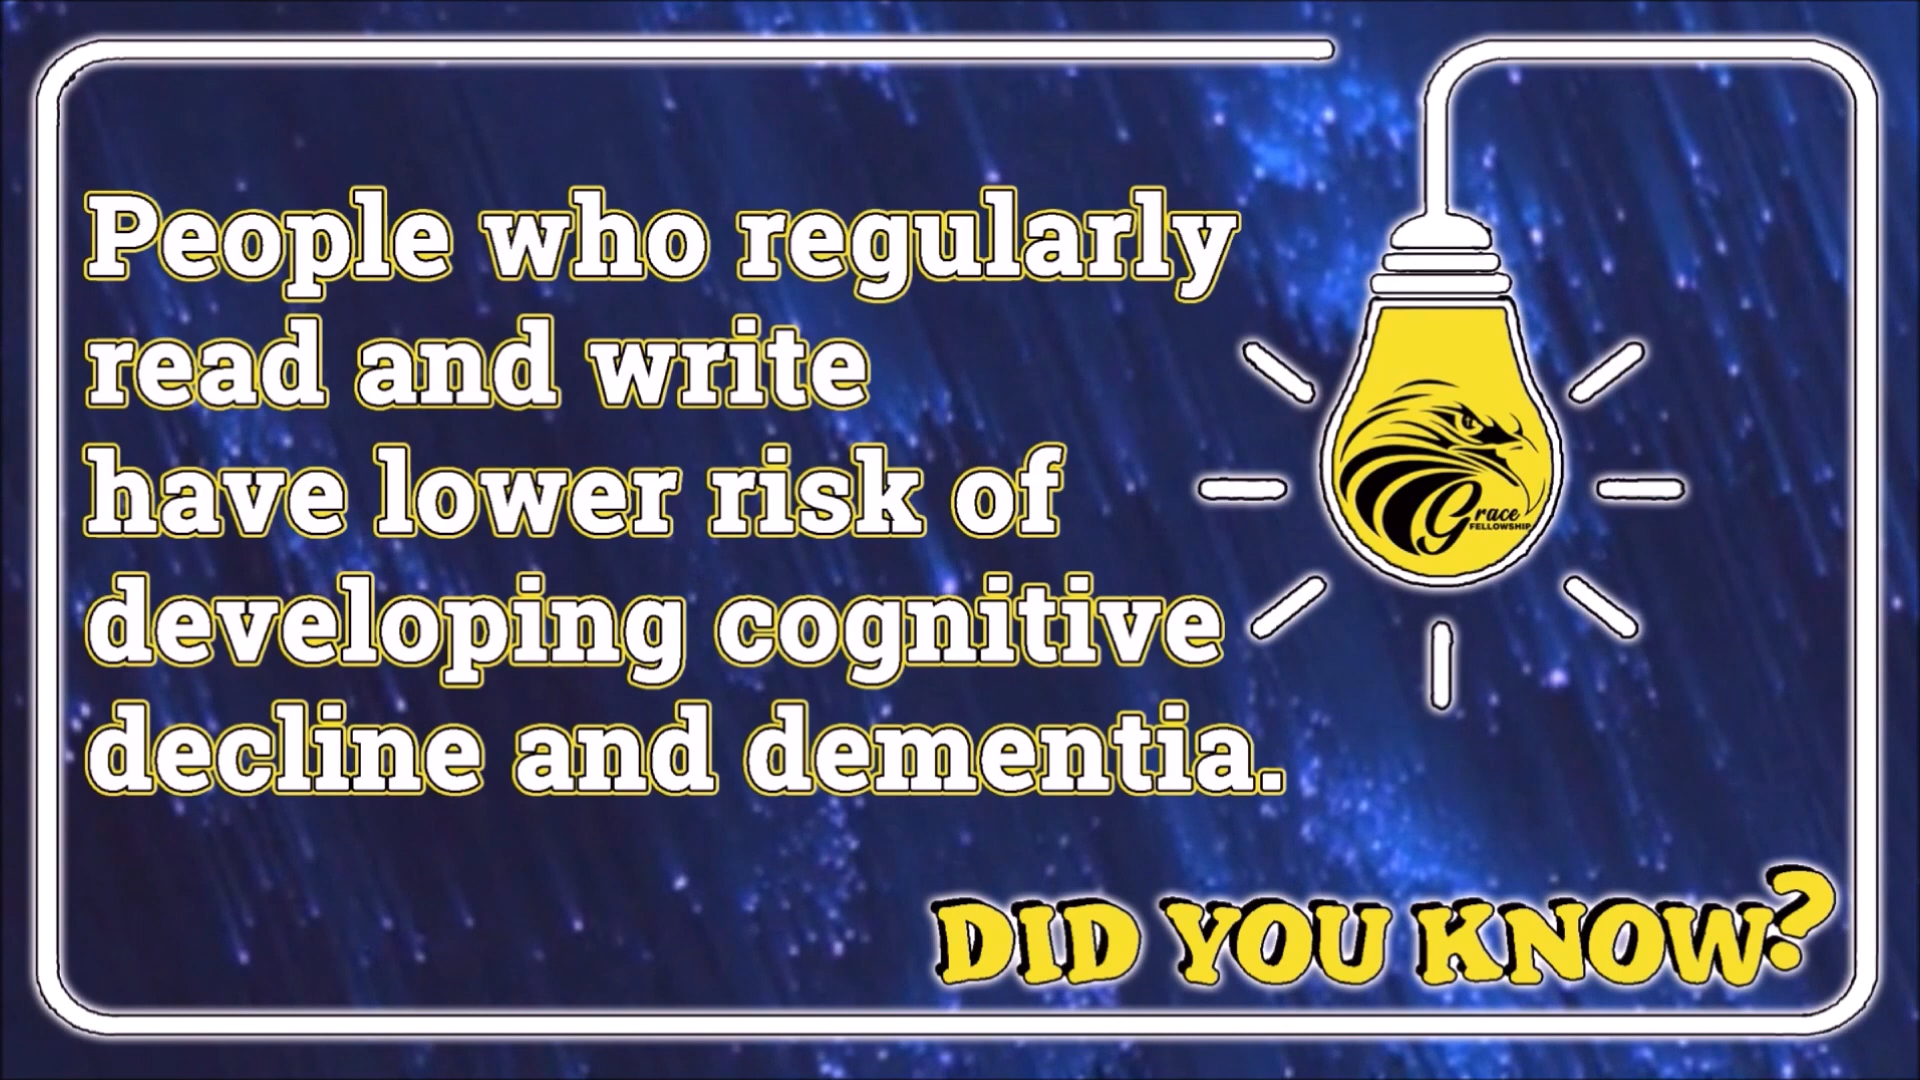 People who regularly
read and write
have lower risk of
developing cognitive
decline and dementia.
Grace
FELLOWSHIP
DID YOU KNOW?